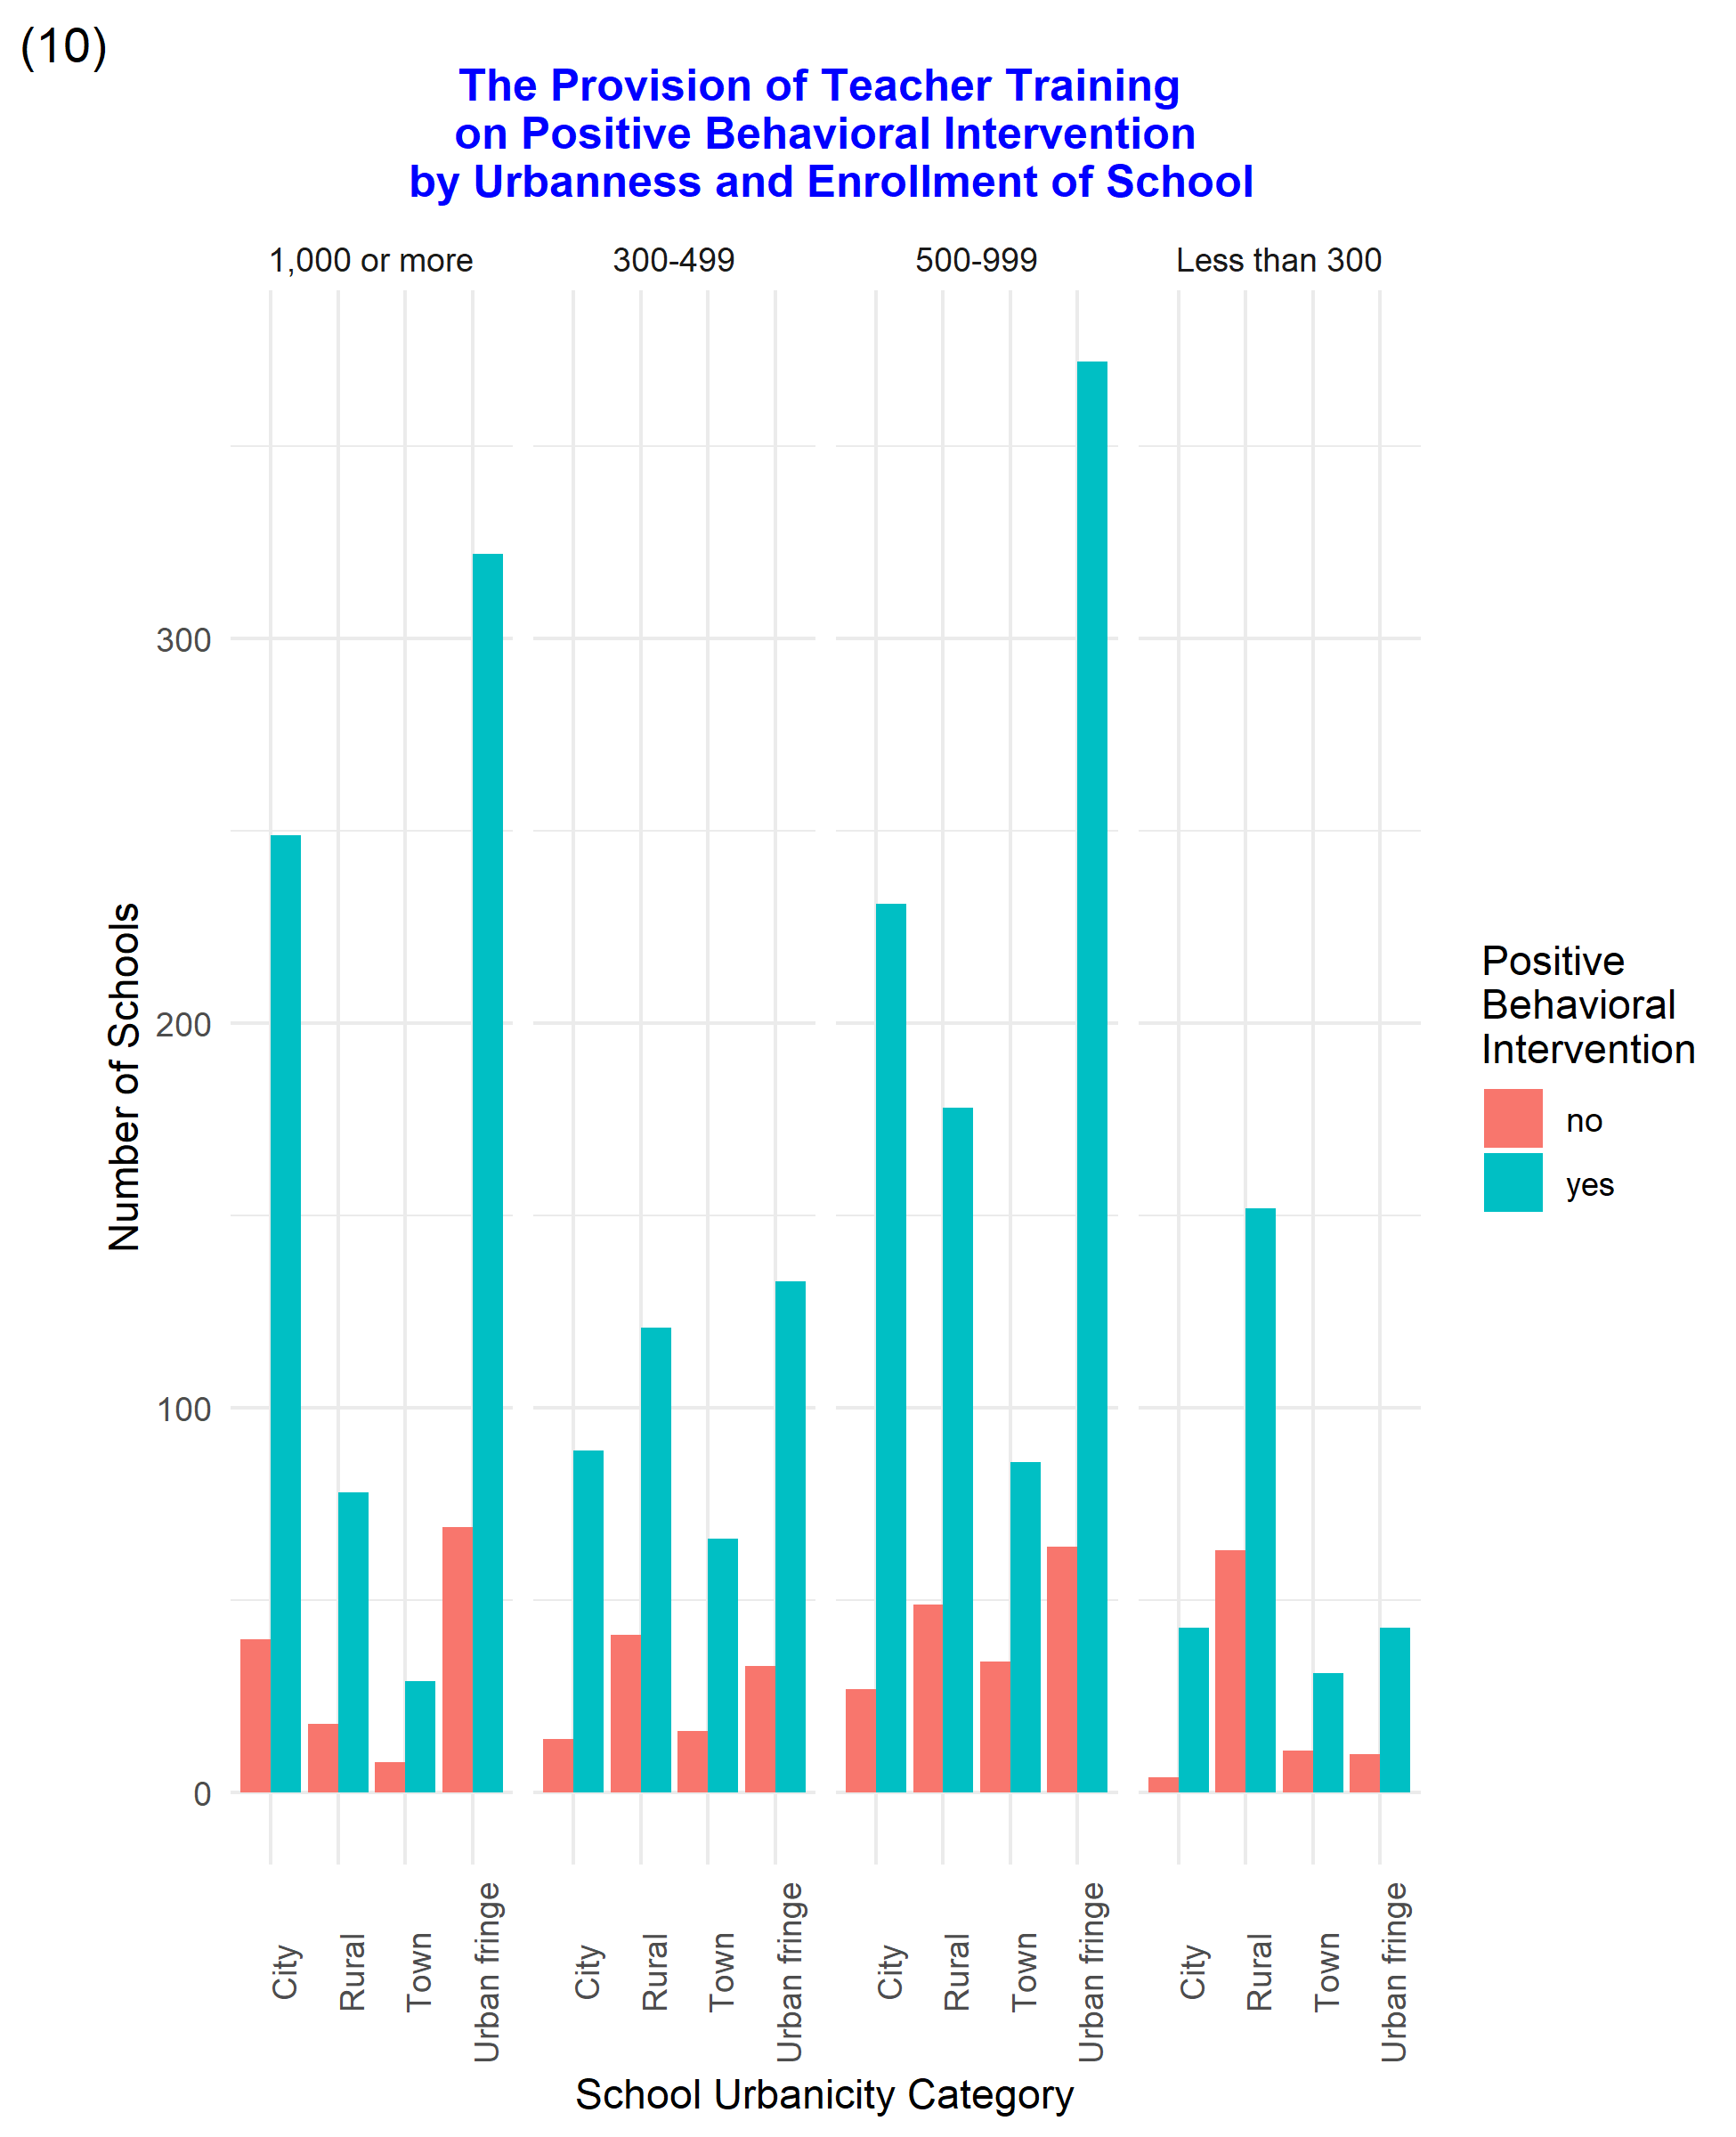 (10)
The Provision of Teacher Training
on Positive Behavioral Intervention
by Urbanness and Enrollment of School
1,000 or more
300-499
500-999
Less than 300
300
200
100
0
Number of Schools
City
Rural
Town
Urban fringe
City
Rural
Town
Urban fringe
City
Rural
Town
Urban fringe
City
Rural
Town
Urban fringe
School Urbanicity Category
Positive
Behavioral
Intervention
no
yes